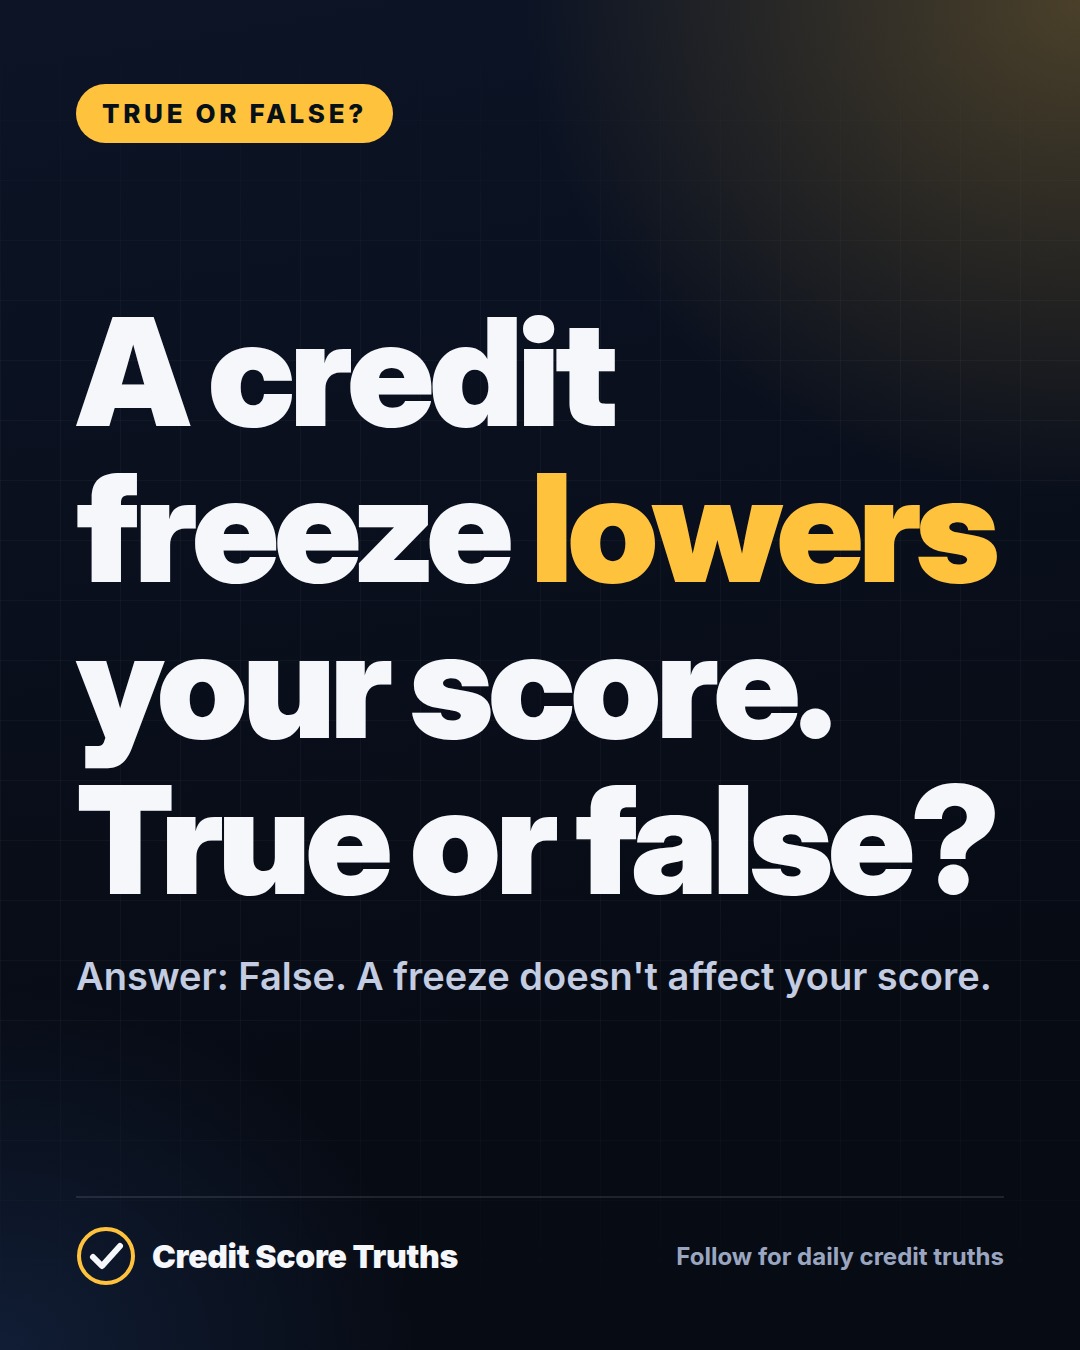 TRUE OR FALSE?
A credit
freeze lowers
your score.
True or false?
Answer: False. A freeze doesn't affect your score.
Credit Score Truths
Follow for daily credit truths